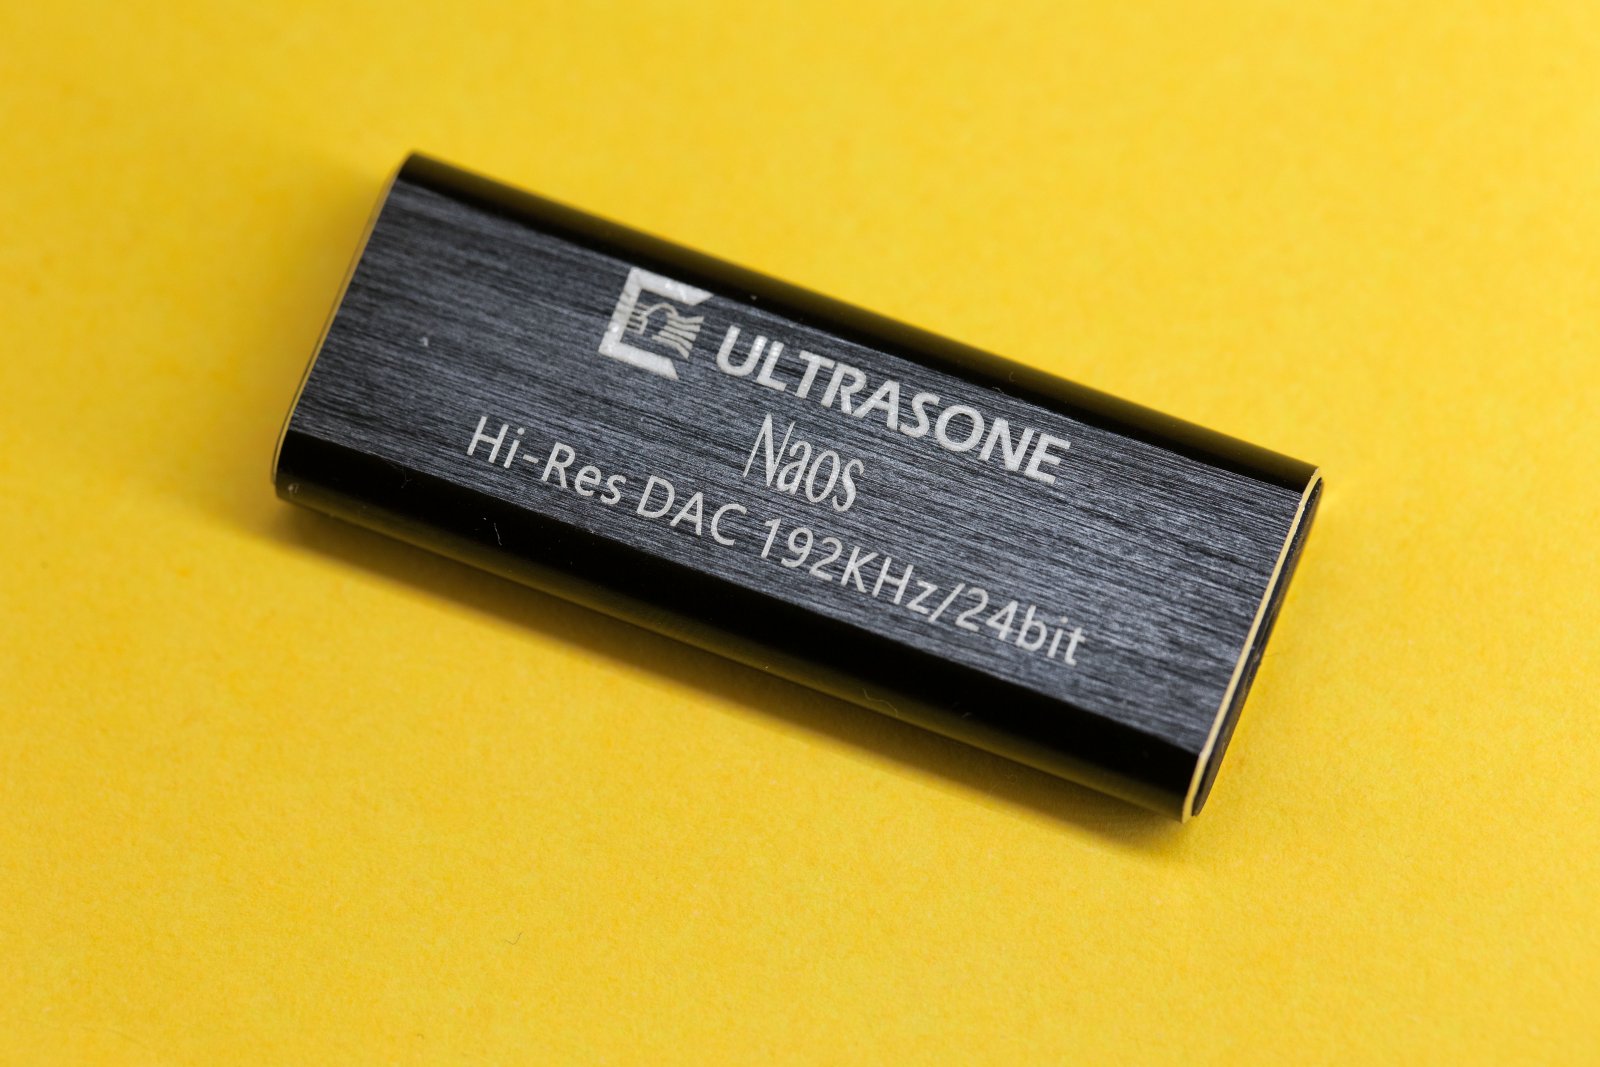 ULTRASONE
Naos
Hi-Res DAC 192KHz/24bit